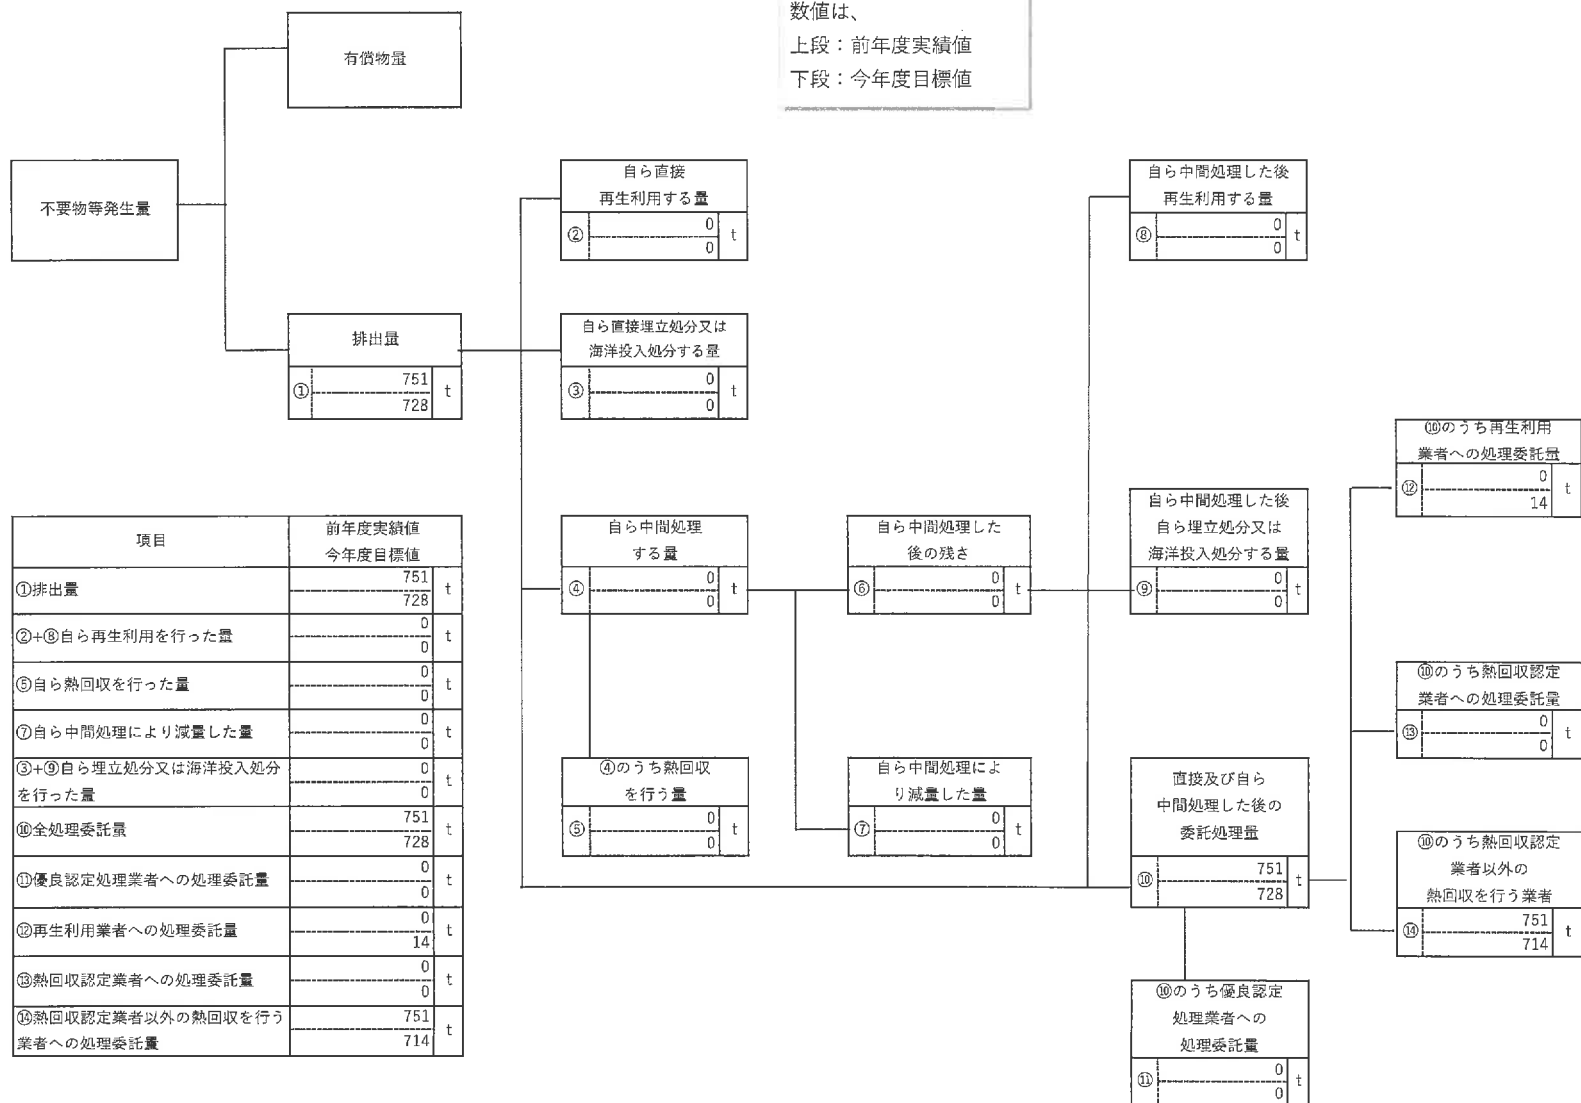 数値は、
上段：前年度実績値
下段：今年度目標値
有償物量
不要物等発生量
排出量
①
751
728
t
自ら直接
再生利用する量
②
0
0
t
自ら直接埋立処分又は
海洋投入処分する量
③
0
0
t
自ら中間処理
する量
④
0
0
t
④のうち熱回収
を行う量
⑤
0
0
t
自ら中間処理した
後の残さ
⑥
0
0
t
自ら中間処理によ
り減量した量
⑦
0
0
t
自ら中間処理した後
再生利用する量
⑧
0
0
t
自ら中間処理した後
自ら埋立処分又は
海洋投入処分する量
⑨
0
0
t
直接及び自ら
中間処理した後の
委託処理量
⑩
751
728
t
⑩のうち優良認定
処理業者への
処理委託量
⑪
0
0
t
⑩のうち再生利用
業者への処理委託量
⑫
0
14
t
⑩のうち熱回収認定
業者への処理委託量
⑬
0
0
t
⑩のうち熱回収認定
業者以外の
熱回収を行う業者
⑭
751
714
t
項目
前年度実績値
今年度目標値
①排出量
751
728
t
②+⑧自ら再生利用を行った量
0
0
t
⑤自ら熱回収を行った量
0
0
t
⑦自ら中間処理により減量した量
0
0
t
③+⑨自ら埋立処分又は海洋投入処分
を行った量
0
0
t
⑩全処理委託量
751
728
t
⑪優良認定処理業者への処理委託量
0
0
t
⑫再生利用業者への処理委託量
0
14
t
⑬熱回収認定業者への処理委託量
0
0
t
⑭熱回収認定業者以外の熱回収を行う
業者への処理委託量
751
714
t